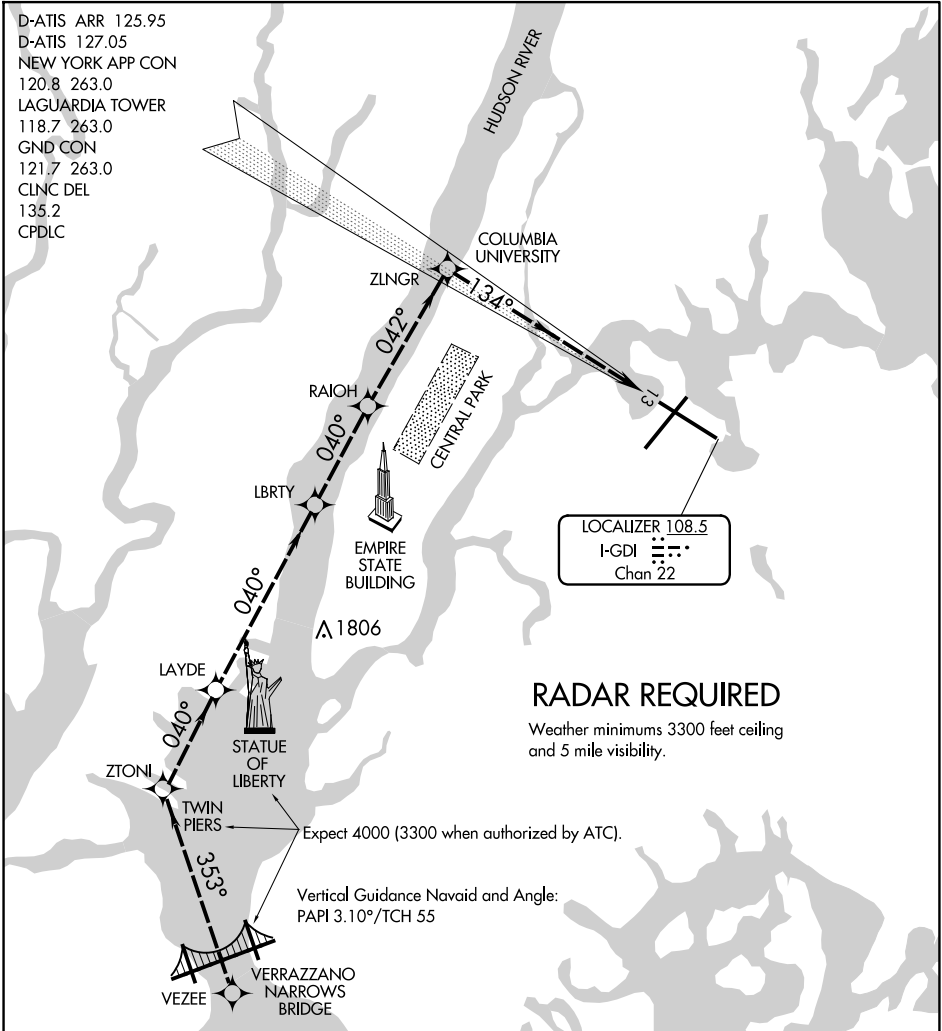 D-ATIS ARR 125.95
D-ATIS 127.05
NEW YORK APP CON
120.8 263.0
LAGUARDIA TOWER
118.7 263.0
GND CON
121.7 263.0
CLNC DEL
135.2
CPDLC
HUDSON RIVER
COLUMBIA
UNIVERSITY
ZLNGR
134°
042°
RAIOH
13
CENTRAL PARK
040°
LBRTY
EMPIRE
STATE
BUILDING
LOCALIZER 108.5
I-GDI
Chan 22
040°
1806
LAYDE
RADAR REQUIRED
Weather minimums 3300 feet ceiling
and 5 mile visibility.
040°
STATUE
OF
LIBERTY
ZTONI
TWIN
PIERS
Expect 4000 (3300 when authorized by ATC).
353°
Vertical Guidance Navaid and Angle:
PAPI 3.10°/TCH 55
VEZEE
VERRAZZANO
NARROWS
BRIDGE